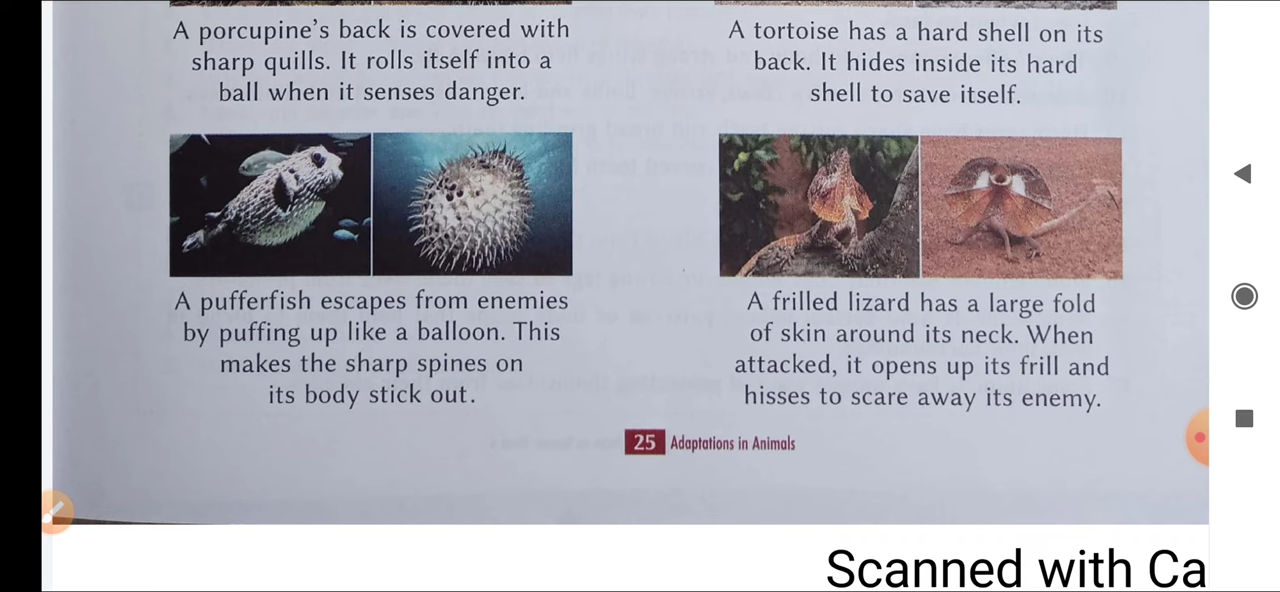 A porcupine's back is covered with
sharp quills. It rolls itself into a
ball when it senses danger.
A tortoise has a hard shell on its
back. It hides inside its hard
shell to save itself.
A pufferfish escapes from enemies
by puffing up like a balloon. This
makes the sharp spines on
its body stick out.
A frilled lizard has a large fold
of skin around its neck. When
attacked, it opens up its frill and
hisses to scare away its enemy.
25 Adaptations in Animals
Scanned with Ca